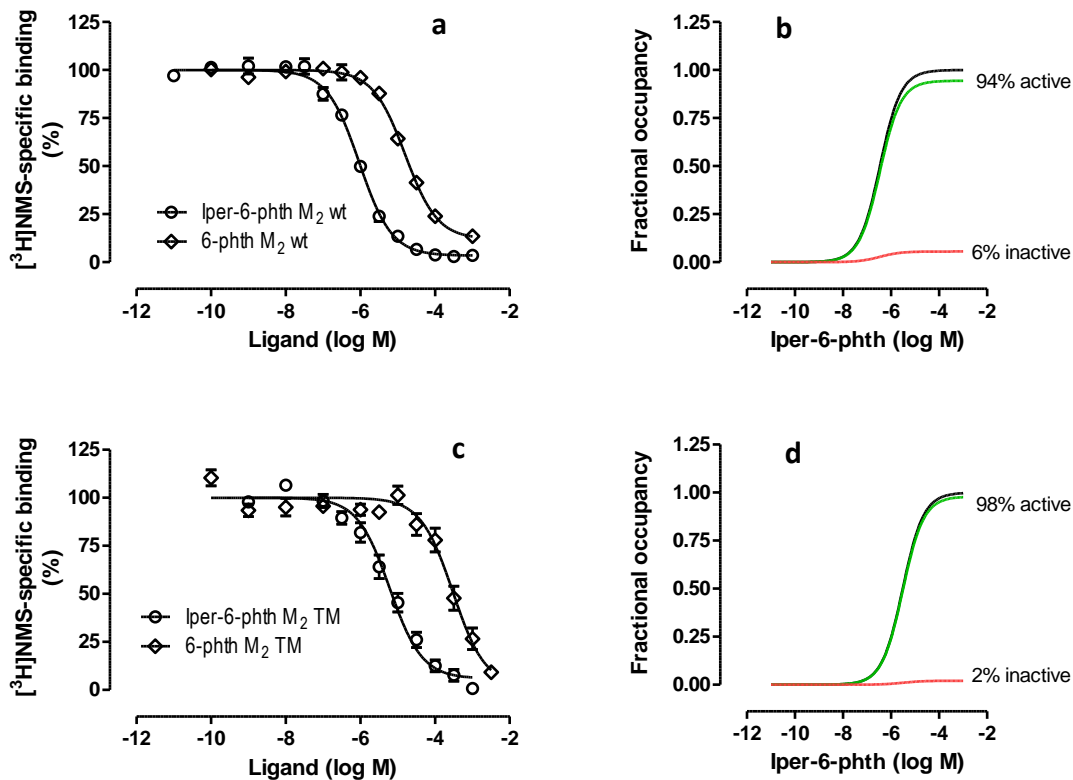 a
125
100
75
50
25
0
[³H]NMS-specific binding
(%)
Iper-6-phth M₂ wt
6-phth M₂ wt
-12 -10 -8 -6 -4 -2
Ligand (log M)
b
1.25
1.00
0.75
0.50
0.25
0.00
Fractional occupancy
94% active
6% inactive
-12 -10 -8 -6 -4 -2
Iper-6-phth (log M)
c
125
100
75
50
25
0
[³H]NMS-specific binding
(%)
Iper-6-phth M₂ TM
6-phth M₂ TM
-12 -10 -8 -6 -4 -2
Ligand (log M)
d
1.25
1.00
0.75
0.50
0.25
0.00
Fractional occupancy
98% active
2% inactive
-12 -10 -8 -6 -4 -2
Iper-6-phth (log M)